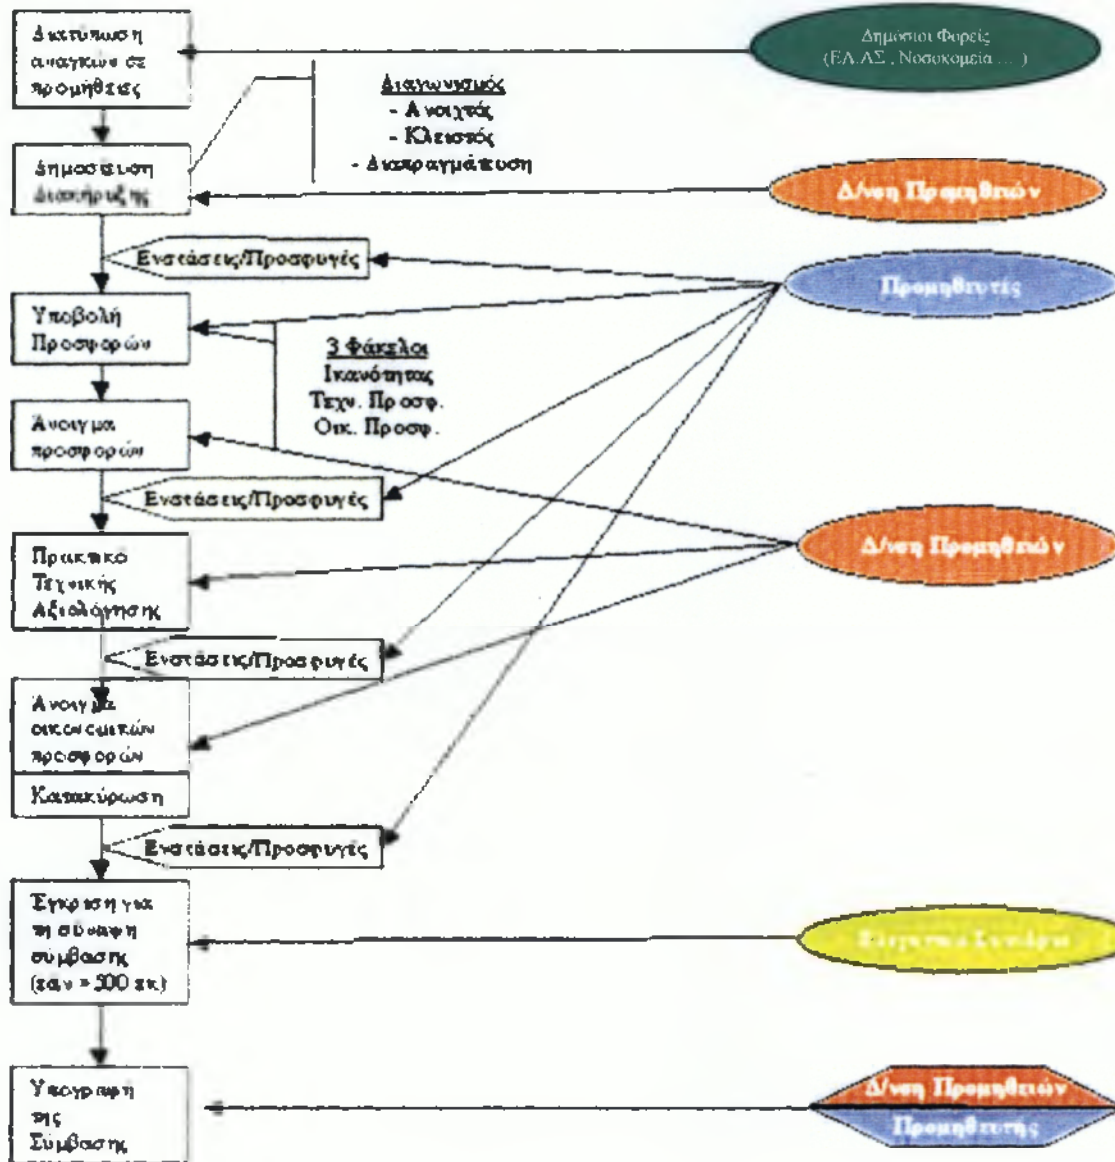 Διατύπωση
αναγκών σε
προμήθειες
Δημόσιοι Φορείς
(ΕΛ.ΑΣ , Νοσοκομεία ... )
Διαγωνισμός
- Ανοιχτός
- Κλειστός
- Διαπραγμάτευση
Δημοσίευση
Διακήρυξης
Δ/νση Προμηθειών
Ενστάσεις/Προσφυγές
Προμηθευτές
Υποβολή
Προσφορών
3 Φάκελοι
Ικανότητας
Τεχν. Προσφ.
Οικ. Προσφ.
Άνοιγμα
προσφορών
Ενστάσεις/Προσφυγές
Δ/νση Προμηθειών
Πρακτικό
Τεχνικής
Αξιολόγησης
Ενστάσεις/Προσφυγές
Άνοιγμα
οικονομικών
προσφορών
Κατακύρωση
Ενστάσεις/Προσφυγές
Έγκριση για
τη σύναψη
σύμβασης
(εάν > 500 εκ)
Ελεγκτικό Συνέδριο
Υπογραφή
της
Σύμβασης
Δ/νση Προμηθειών
Προμηθευτής